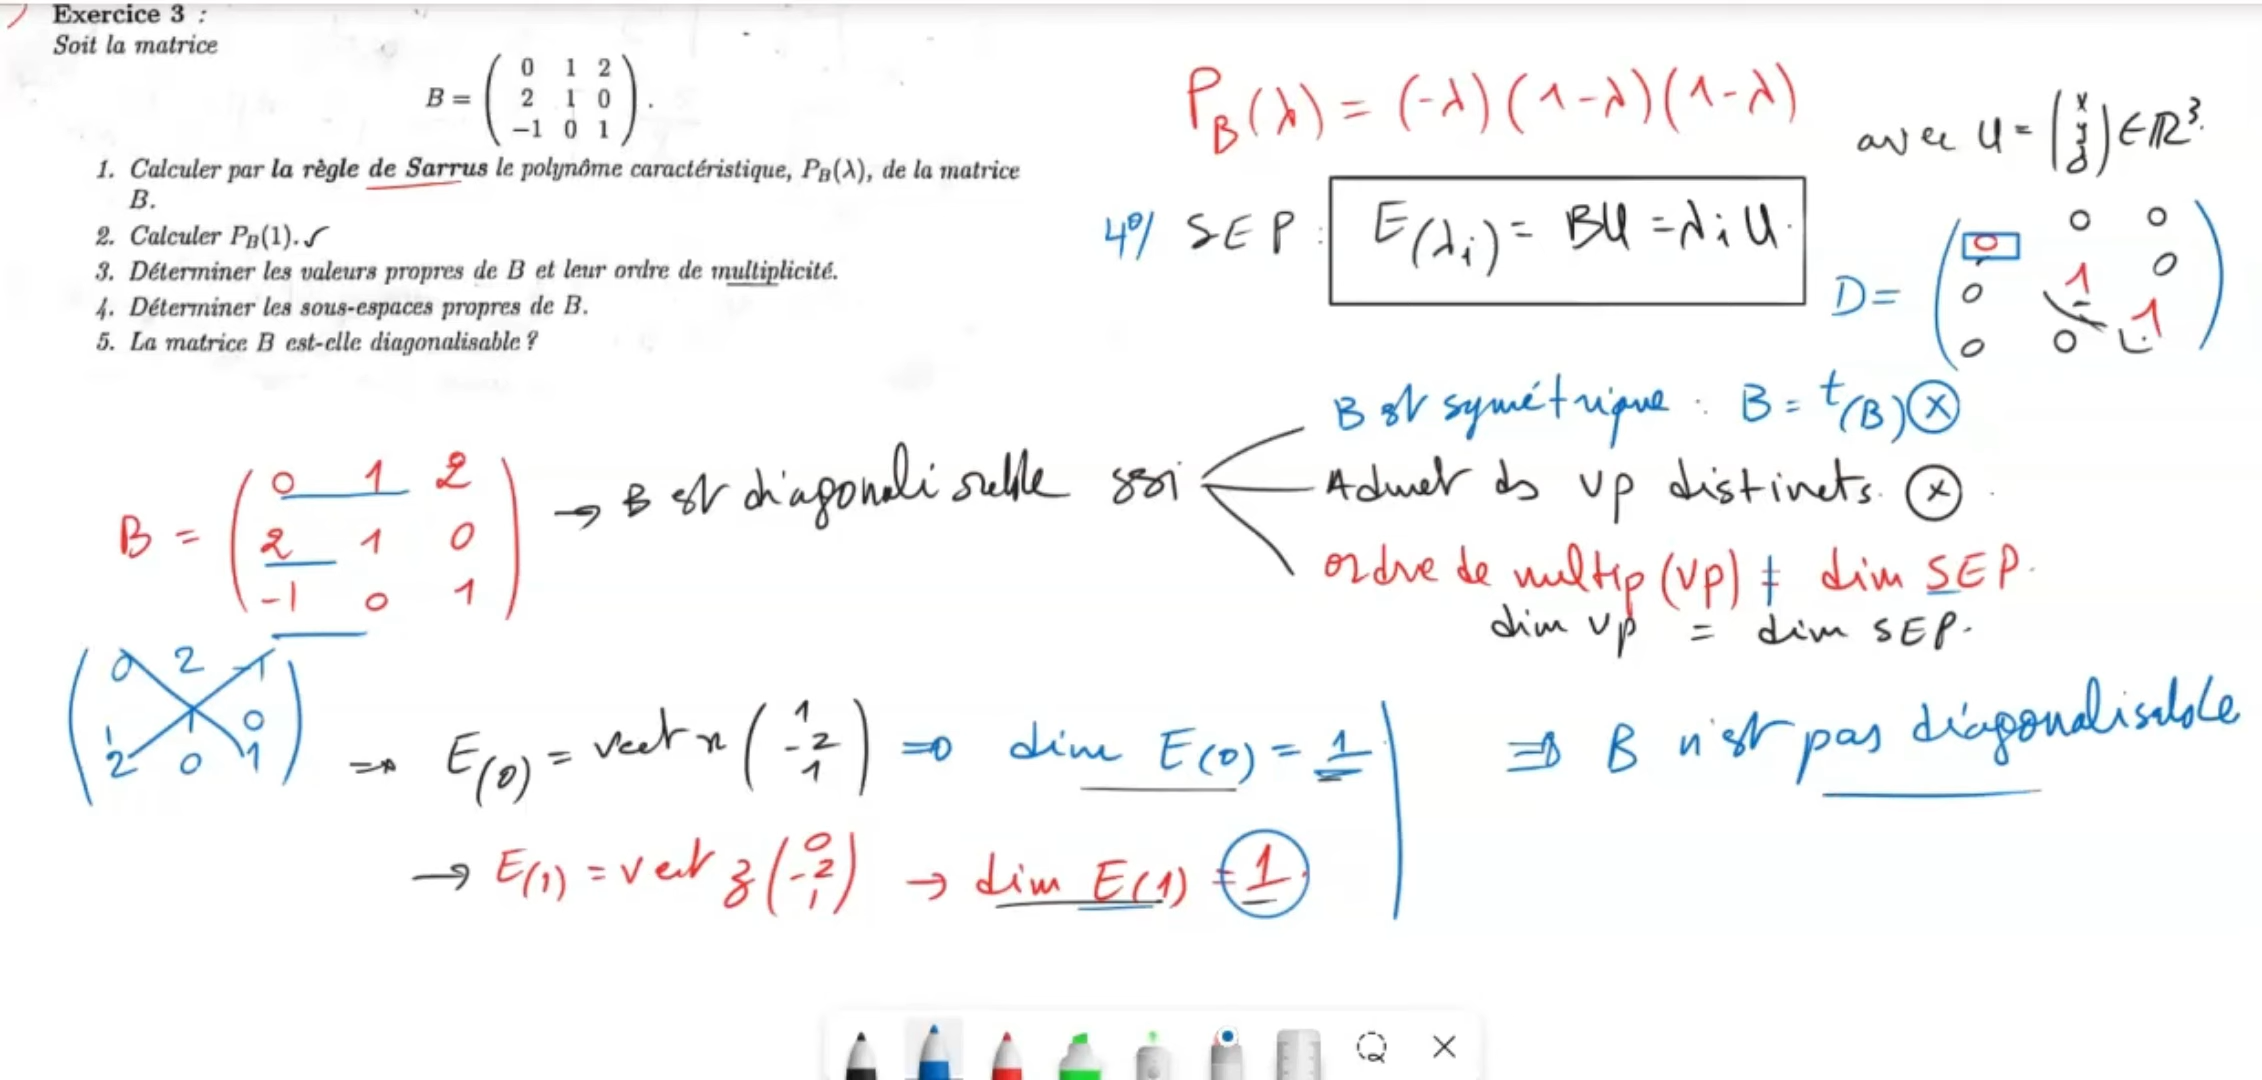 Exercice 3 :
Soit la matrice
B = ( 0 1 2
2 1 0
−1 0 1 ) .
1. Calculer par la règle de Sarrus le polynôme caractéristique, P_B(λ), de la matrice
B.
2. Calculer P_B(1).
3. Déterminer les valeurs propres de B et leur ordre de multiplicité.
4. Déterminer les sous-espaces propres de B.
5. La matrice B est-elle diagonalisable ?
P_B(λ) = (-λ)(1-λ)(1-λ)
avec U = (x y z) ∈ ℝ³.
4°/ SEP : E(λi) = BU = λi U.
D = ( 0 0 0
0 1 0
0 0 1 )
B = ( 0 1 2
2 1 0
-1 0 1 )
→ B est diagonalisable ssi
B est symétrique : B = t(B) ⊗
Admet ds vp distincts. ⊗
ordre de multip (vp) ≠ dim SEP.
dim vp = dim SEP.
( 0 2 -1
1 1 0
2 0 1 )
⇒ E(0) = vect x ( 1 -2 1 ) ⇒ dim E(0) = 1
⇒ B n'est pas diagonalisable
→ E(1) = vect z ( 0 -2 1 ) → dim E(1) = 1